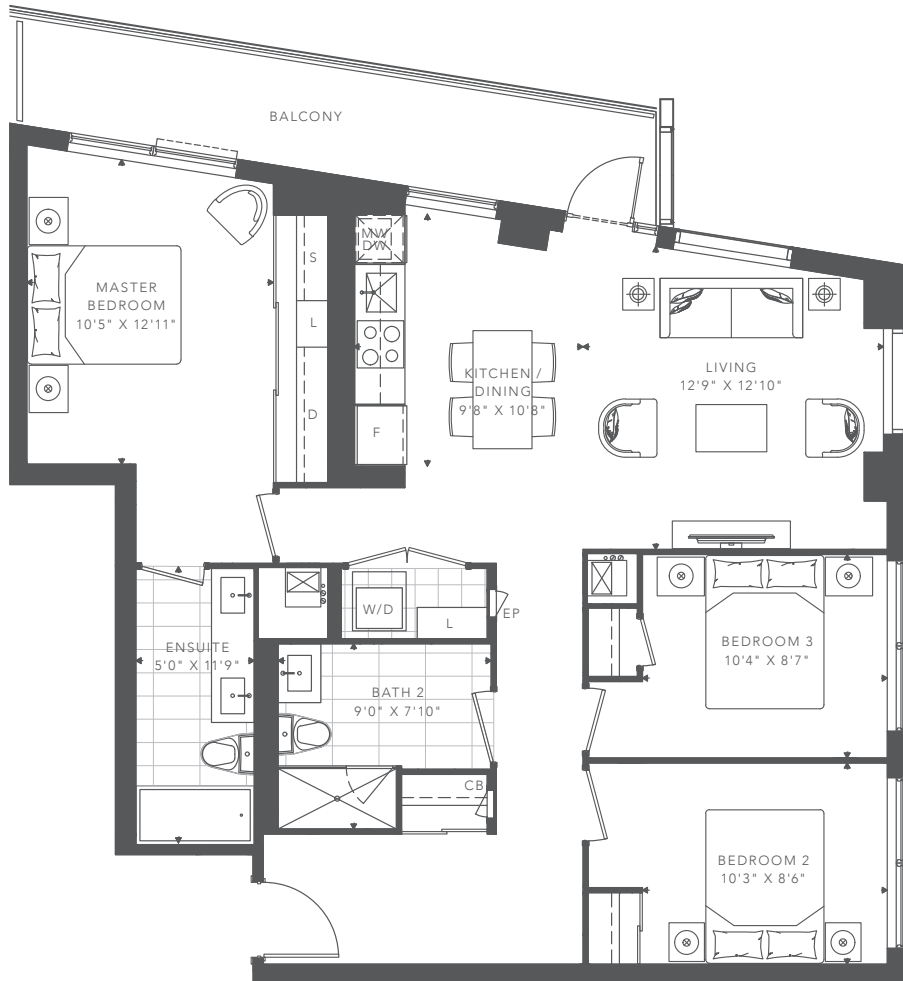 BALCONY
MW
DW
S
MASTER
BEDROOM
10'5" X 12'11"
L
KITCHEN /
DINING
9'8" X 10'8"
LIVING
12'9" X 12'10"
D
F
W/D
L
EP
ENSUITE
5'0" X 11'9"
BEDROOM 3
10'4" X 8'7"
BATH 2
9'0" X 7'10"
CB
BEDROOM 2
10'3" X 8'6"